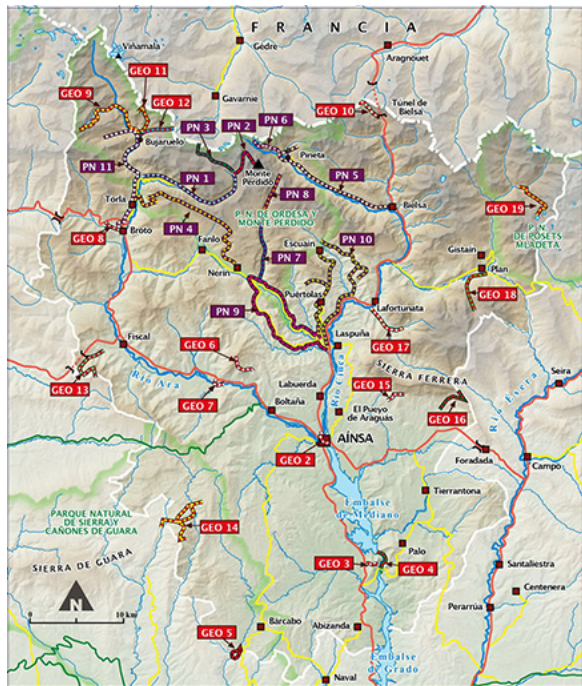 FRANCIA
Viñamala
Gèdre
Aragnouet
GEO 11
GEO 9
GEO 12
Gavarnie
GEO 10
Túnel de
Bielsa
PN 3
PN 2
PN 6
Bujaruelo
Pineta
PN 11
PN 1
Monte
Perdido
PN 8
PN 5
Torla
Bielsa
GEO 19
P. N. DE ORDESA Y
MONTE PERDIDO
PN 4
GEO 8
Broto
Fanlo
Escuain
PN 10
P. N.
DE POSETS
MLADETA
Gistain
Nerín
PN 7
Plan
Puértolas
GEO 18
Lafortunata
PN 9
Fiscal
Laspuña
GEO 17
GEO 6
Río Ara
Río Cinca
SIERRA FERRERA
Seira
GEO 13
GEO 7
Labuerda
GEO 15
Río Esera
Boltaña
El Pueyo
de Araguás
GEO 16
AÍNSA
GEO 2
Foradada
Campo
Tierrantona
Embalse
de Mediano
PARQUE NATURAL
DE SIERRA Y
CAÑONES DE GUARA
GEO 14
Palo
SIERRA DE GUARA
GEO 3
GEO 4
Santaliestra
Centenera
N
0
10 km
Perarrúa
Bárcabo
Abizanda
GEO 5
Embalse
de Grado
Naval